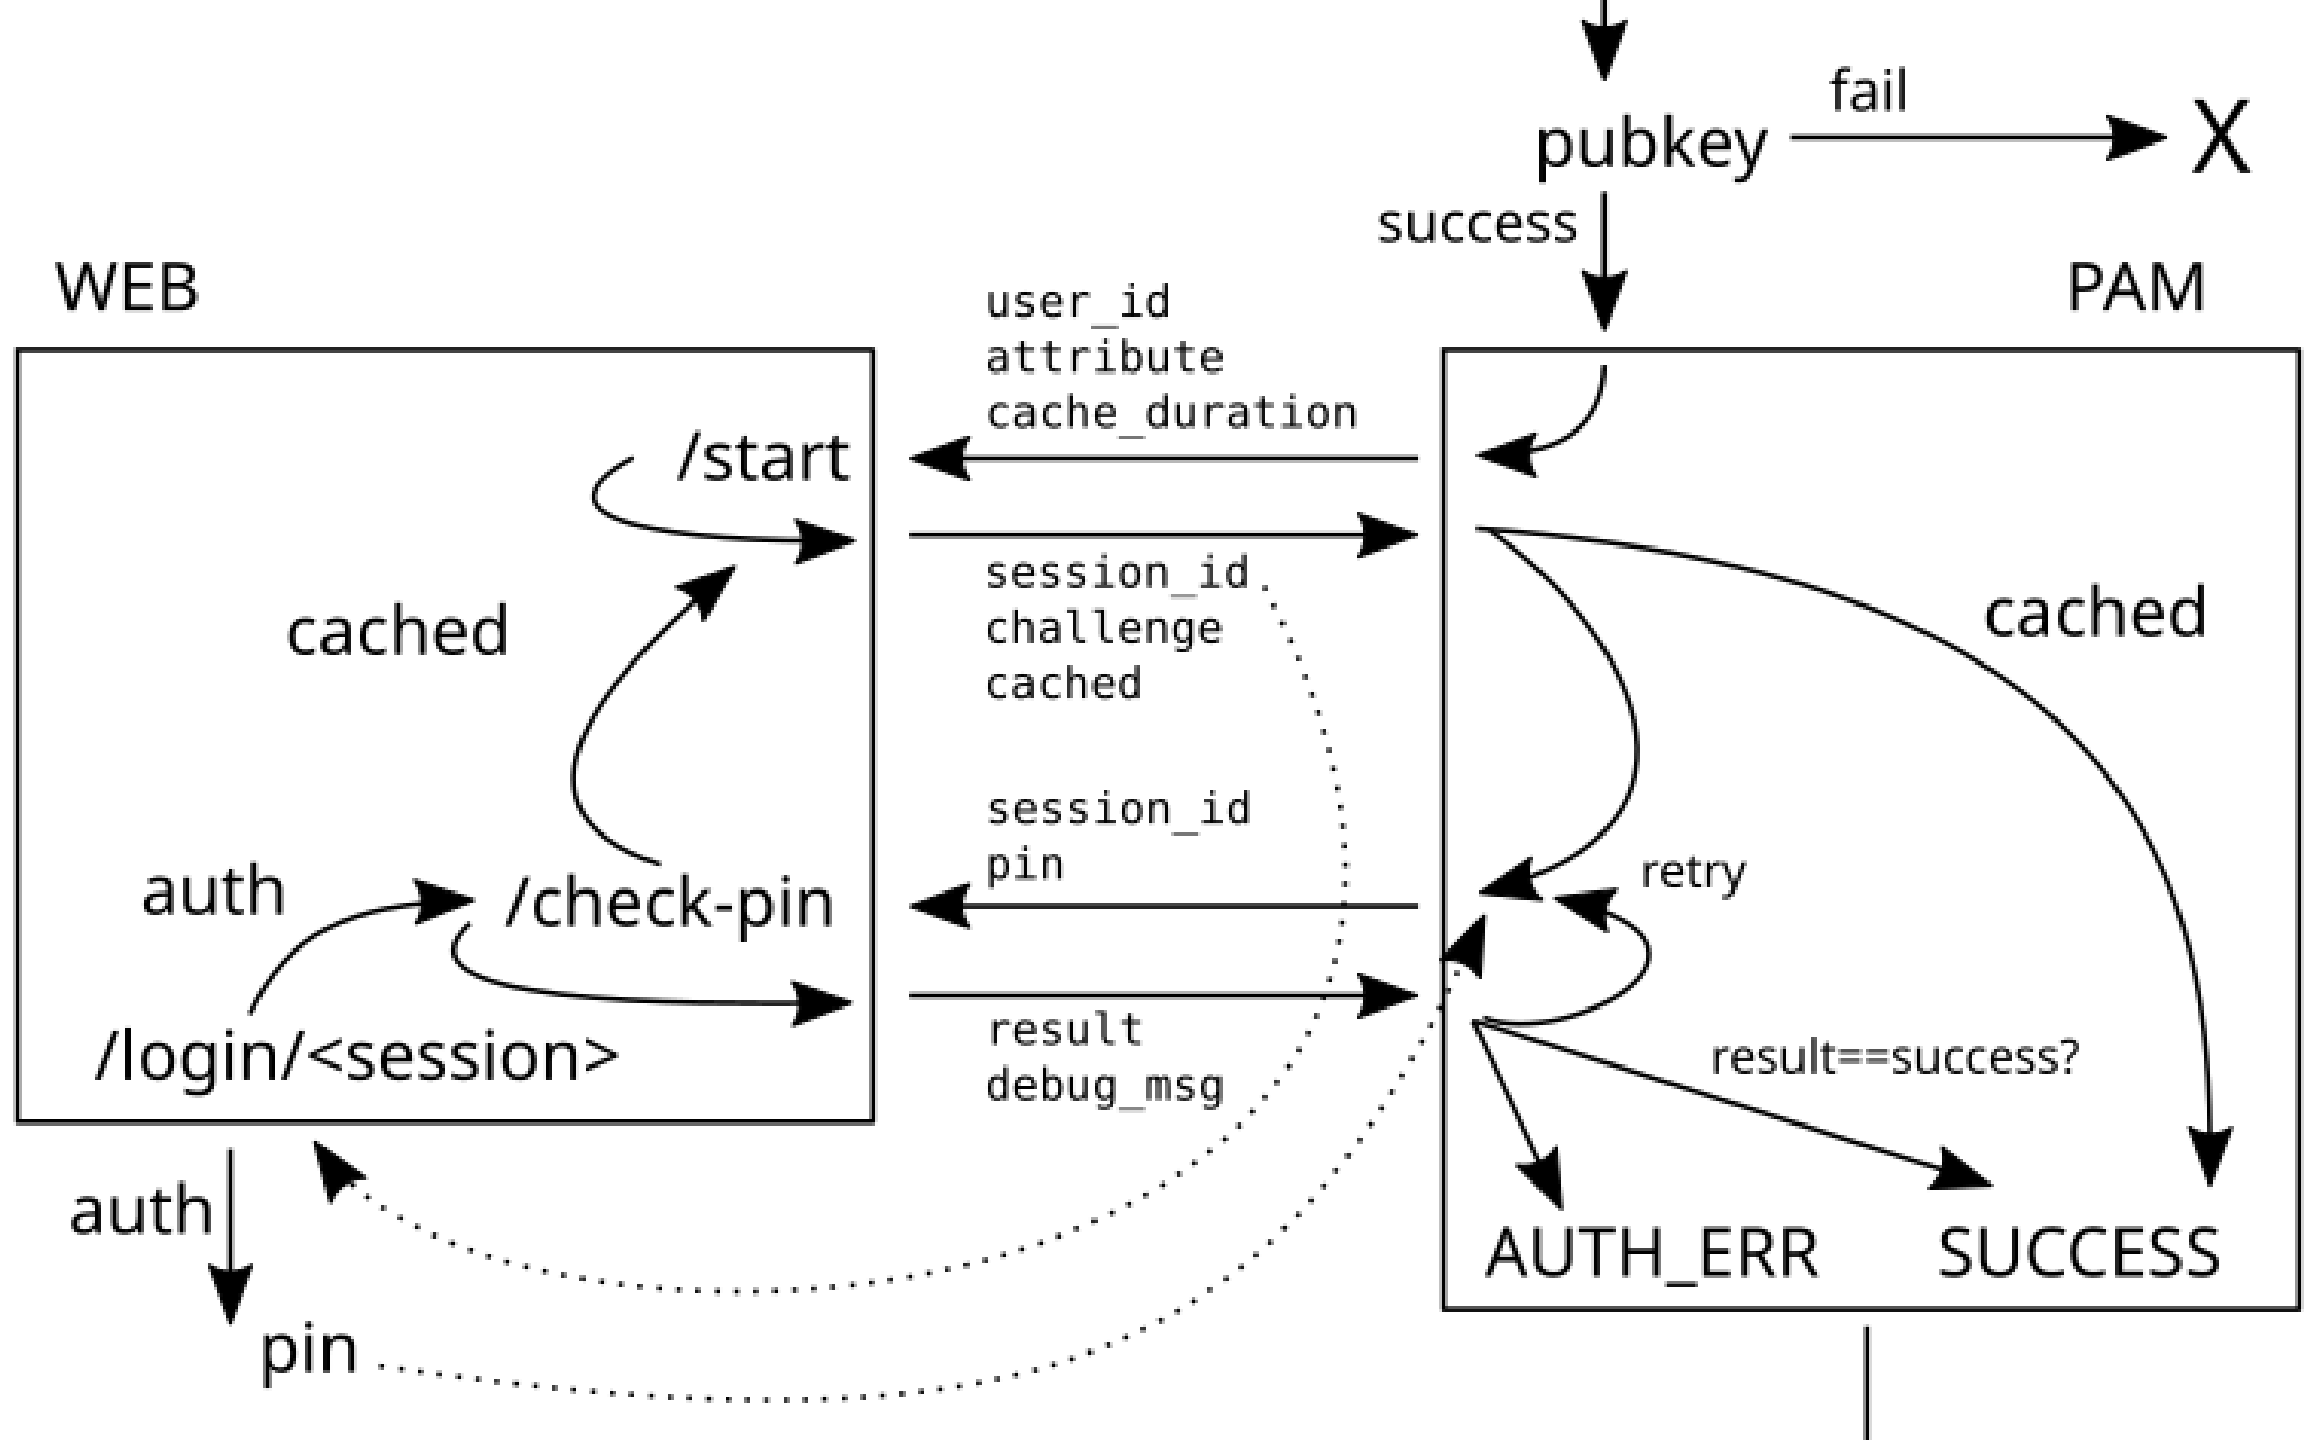 fail
pubkey
X
success
WEB
PAM
user_id
attribute
cache_duration
/start
session_id
challenge
cached
cached
cached
session_id
pin
retry
auth
/check-pin
/login/<session>
result
debug_msg
result==success?
auth
AUTH_ERR
SUCCESS
pin